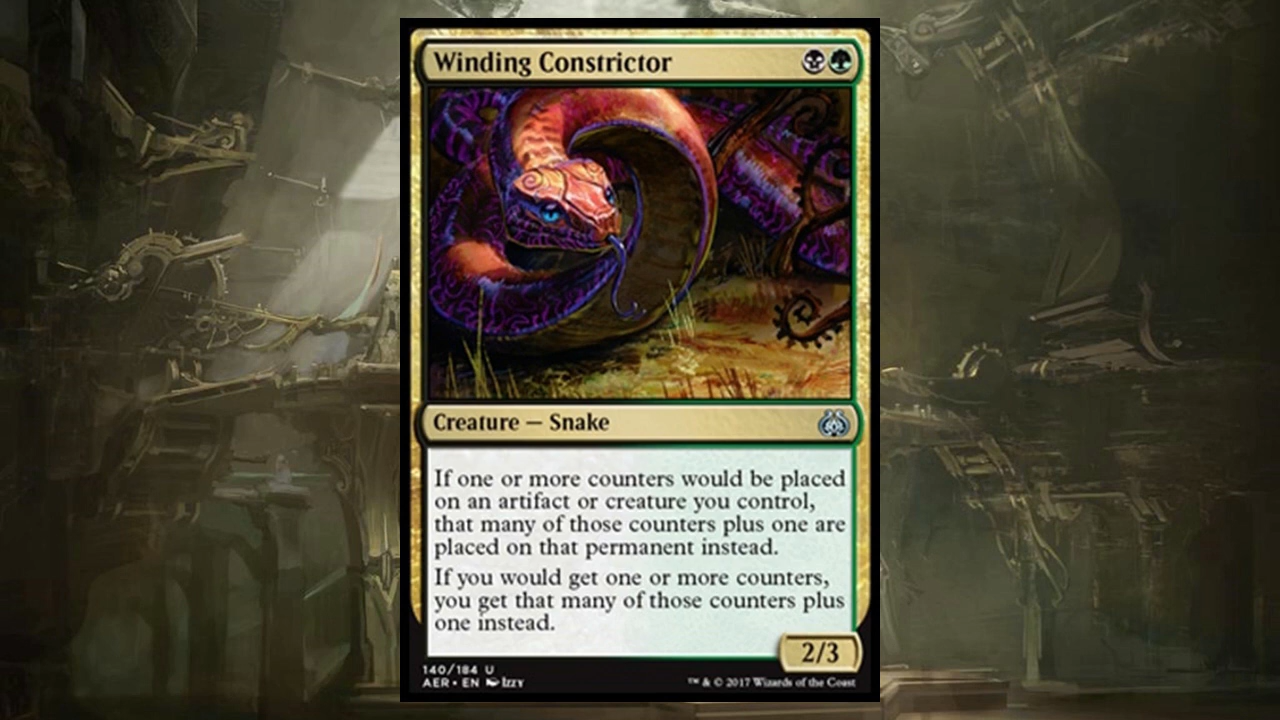 Winding Constrictor
Creature — Snake
If one or more counters would be placed
on an artifact or creature you control,
that many of those counters plus one are
placed on that permanent instead.
If you would get one or more counters,
you get that many of those counters plus
one instead.
2/3
140/184 U
AER • EN Izzy
™ & © 2017 Wizards of the Coast